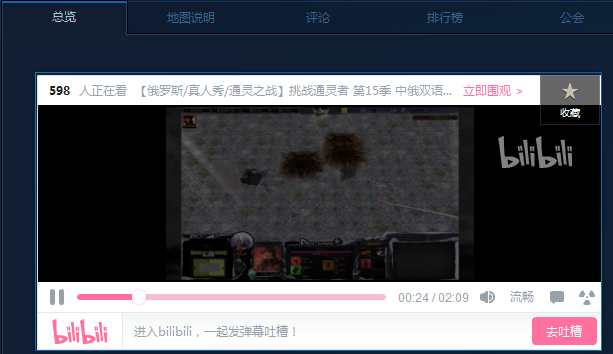 总览 地图说明 评论 排行榜 公会
598 人正在看 【俄罗斯/真人秀/通灵之战】挑战通灵者 第15季 中俄双语... 立即围观 »
收藏
bilibili
00:24 / 02:09 流畅
bilibili 进入bilibili，一起发弹幕吐槽！ 去吐槽